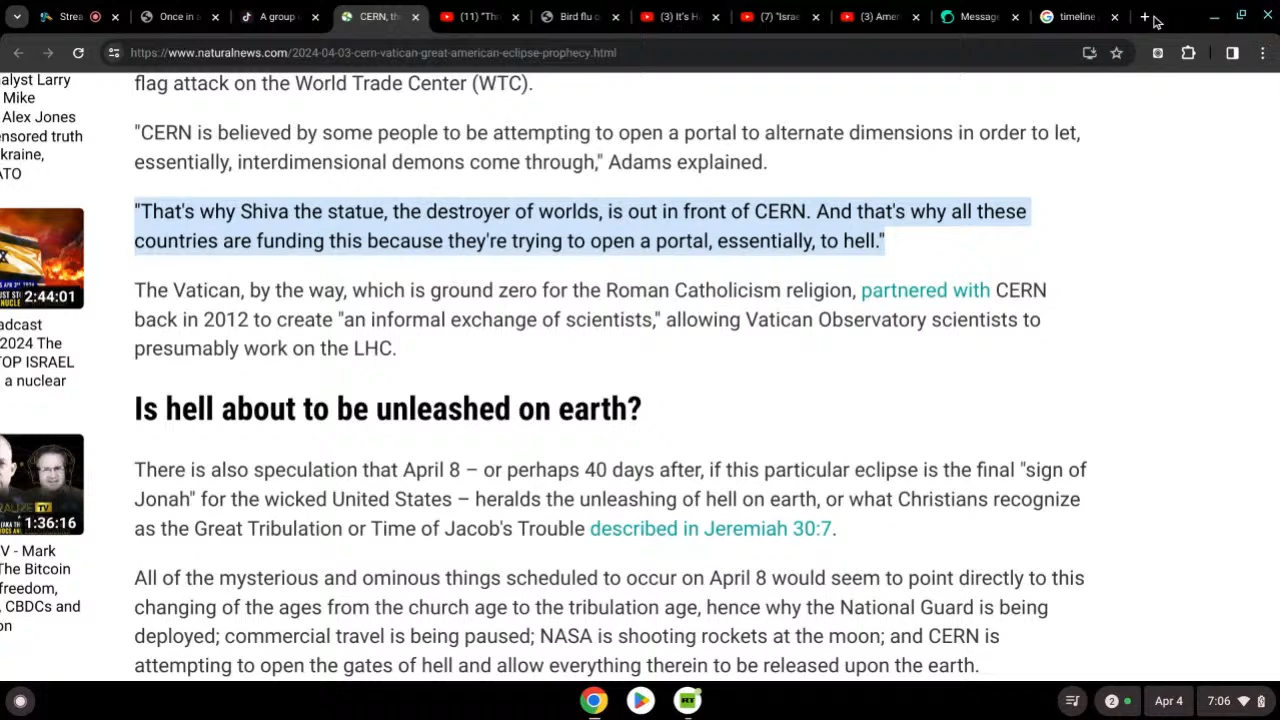 Strea
Once in a
A group
CERN, th
(11) "Thr
Bird flu o
(3) It's H
(7) "Israe
(3) Amer
Message
timeline
https://www.naturalnews.com/2024-04-03-cern-vatican-great-american-eclipse-prophecy.html
alyst Larry
Mike
Alex Jones
ensored truth
kraine,
ATO
2:44:01
adcast
2024 The
TOP ISRAEL
a nuclear
1:36:16
V - Mark
The Bitcoin
freedom,
, CBDCs and
on
flag attack on the World Trade Center (WTC).
"CERN is believed by some people to be attempting to open a portal to alternate dimensions in order to let,
essentially, interdimensional demons come through," Adams explained.
"That's why Shiva the statue, the destroyer of worlds, is out in front of CERN. And that's why all these
countries are funding this because they're trying to open a portal, essentially, to hell."
The Vatican, by the way, which is ground zero for the Roman Catholicism religion, partnered with CERN
back in 2012 to create "an informal exchange of scientists," allowing Vatican Observatory scientists to
presumably work on the LHC.
Is hell about to be unleashed on earth?
There is also speculation that April 8 – or perhaps 40 days after, if this particular eclipse is the final "sign of
Jonah" for the wicked United States – heralds the unleashing of hell on earth, or what Christians recognize
as the Great Tribulation or Time of Jacob's Trouble described in Jeremiah 30:7.
All of the mysterious and ominous things scheduled to occur on April 8 would seem to point directly to this
changing of the ages from the church age to the tribulation age, hence why the National Guard is being
deployed; commercial travel is being paused; NASA is shooting rockets at the moon; and CERN is
attempting to open the gates of hell and allow everything therein to be released upon the earth.
RT
2
Apr 4
7:06